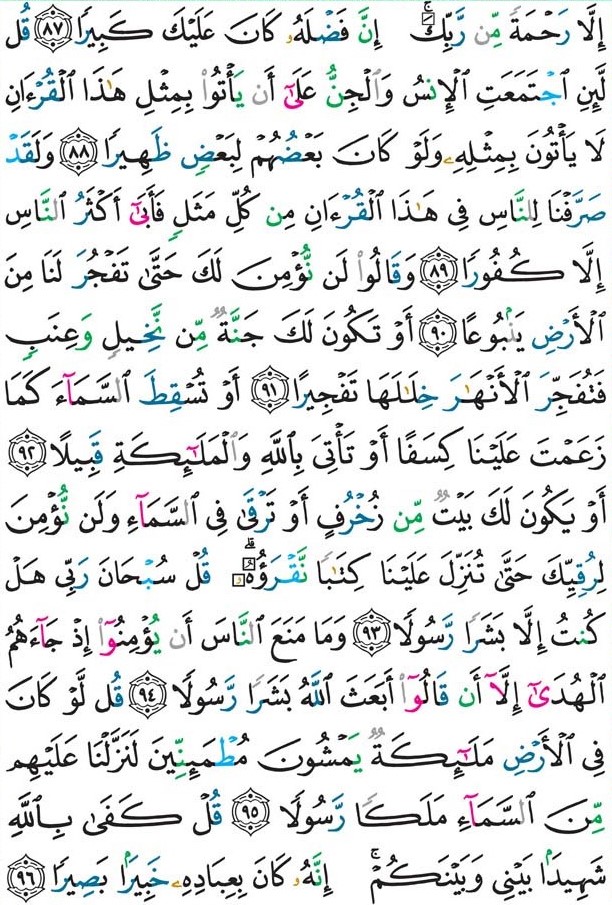 إِلَّا رَحْمَةً مِّن رَّبِّكَ ۚ إِنَّ فَضْلَهُۥ كَانَ عَلَيْكَ كَبِيرًا ﴿٨٧﴾ قُل
لَّئِنِ ٱجْتَمَعَتِ ٱلْإِنسُ وَٱلْجِنُّ عَلَىٰٓ أَن يَأْتُوا۟ بِمِثْلِ هَٰذَا ٱلْقُرْءَانِ
لَا يَأْتُونَ بِمِثْلِهِۦ وَلَوْ كَانَ بَعْضُهُمْ لِبَعْضٍ ظَهِيرًا ﴿٨٨﴾ وَلَقَدْ
صَرَّفْنَا لِلنَّاسِ فِى هَٰذَا ٱلْقُرْءَانِ مِن كُلِّ مَثَلٍ فَأَبَىٰٓ أَكْثَرُ ٱلنَّاسِ
إِلَّا كُفُورًا ﴿٨٩﴾ وَقَالُوا۟ لَن نُّؤْمِنَ لَكَ حَتَّىٰ تَفْجُرَ لَنَا مِنَ
ٱلْأَرْضِ يَنۢبُوعًا ﴿٩٠﴾ أَوْ تَكُونَ لَكَ جَنَّةٌ مِّن نَّخِيلٍ وَعِنَبٍ
فَتُفَجِّرَ ٱلْأَنْهَٰرَ خِلَٰلَهَا تَفْجِيرًا ﴿٩١﴾ أَوْ تُسْقِطَ ٱلسَّمَآءَ كَمَا
زَعَمْتَ عَلَيْنَا كِسَفًا أَوْ تَأْتِىَ بِٱللَّهِ وَٱلْمَلَٰٓئِكَةِ قَبِيلًا ﴿٩٢﴾
أَوْ يَكُونَ لَكَ بَيْتٌ مِّن زُخْرُفٍ أَوْ تَرْقَىٰ فِى ٱلسَّمَآءِ وَلَن نُّؤْمِنَ
لِرُقِيِّكَ حَتَّىٰ تُنَزِّلَ عَلَيْنَا كِتَٰبًا نَّقْرَؤُهُۥ ۗ قُلْ سُبْحَانَ رَبِّى هَلْ
كُنتُ إِلَّا بَشَرًا رَّسُولًا ﴿٩٣﴾ وَمَا مَنَعَ ٱلنَّاسَ أَن يُؤْمِنُوٓا۟ إِذْ جَآءَهُمُ
ٱلْهُدَىٰٓ إِلَّآ أَن قَالُوٓا۟ أَبَعَثَ ٱللَّهُ بَشَرًا رَّسُولًا ﴿٩٤﴾ قُل لَّوْ كَانَ
فِى ٱلْأَرْضِ مَلَٰٓئِكَةٌ يَمْشُونَ مُطْمَئِنِّينَ لَنَزَّلْنَا عَلَيْهِم
مِّنَ ٱلسَّمَآءِ مَلَكًا رَّسُولًا ﴿٩٥﴾ قُلْ كَفَىٰ بِٱللَّهِ
شَهِيدًۢا بَيْنِى وَبَيْنَكُمْ ۚ إِنَّهُۥ كَانَ بِعِبَادِهِۦ خَبِيرًۢا بَصِيرًا ﴿٩٦﴾